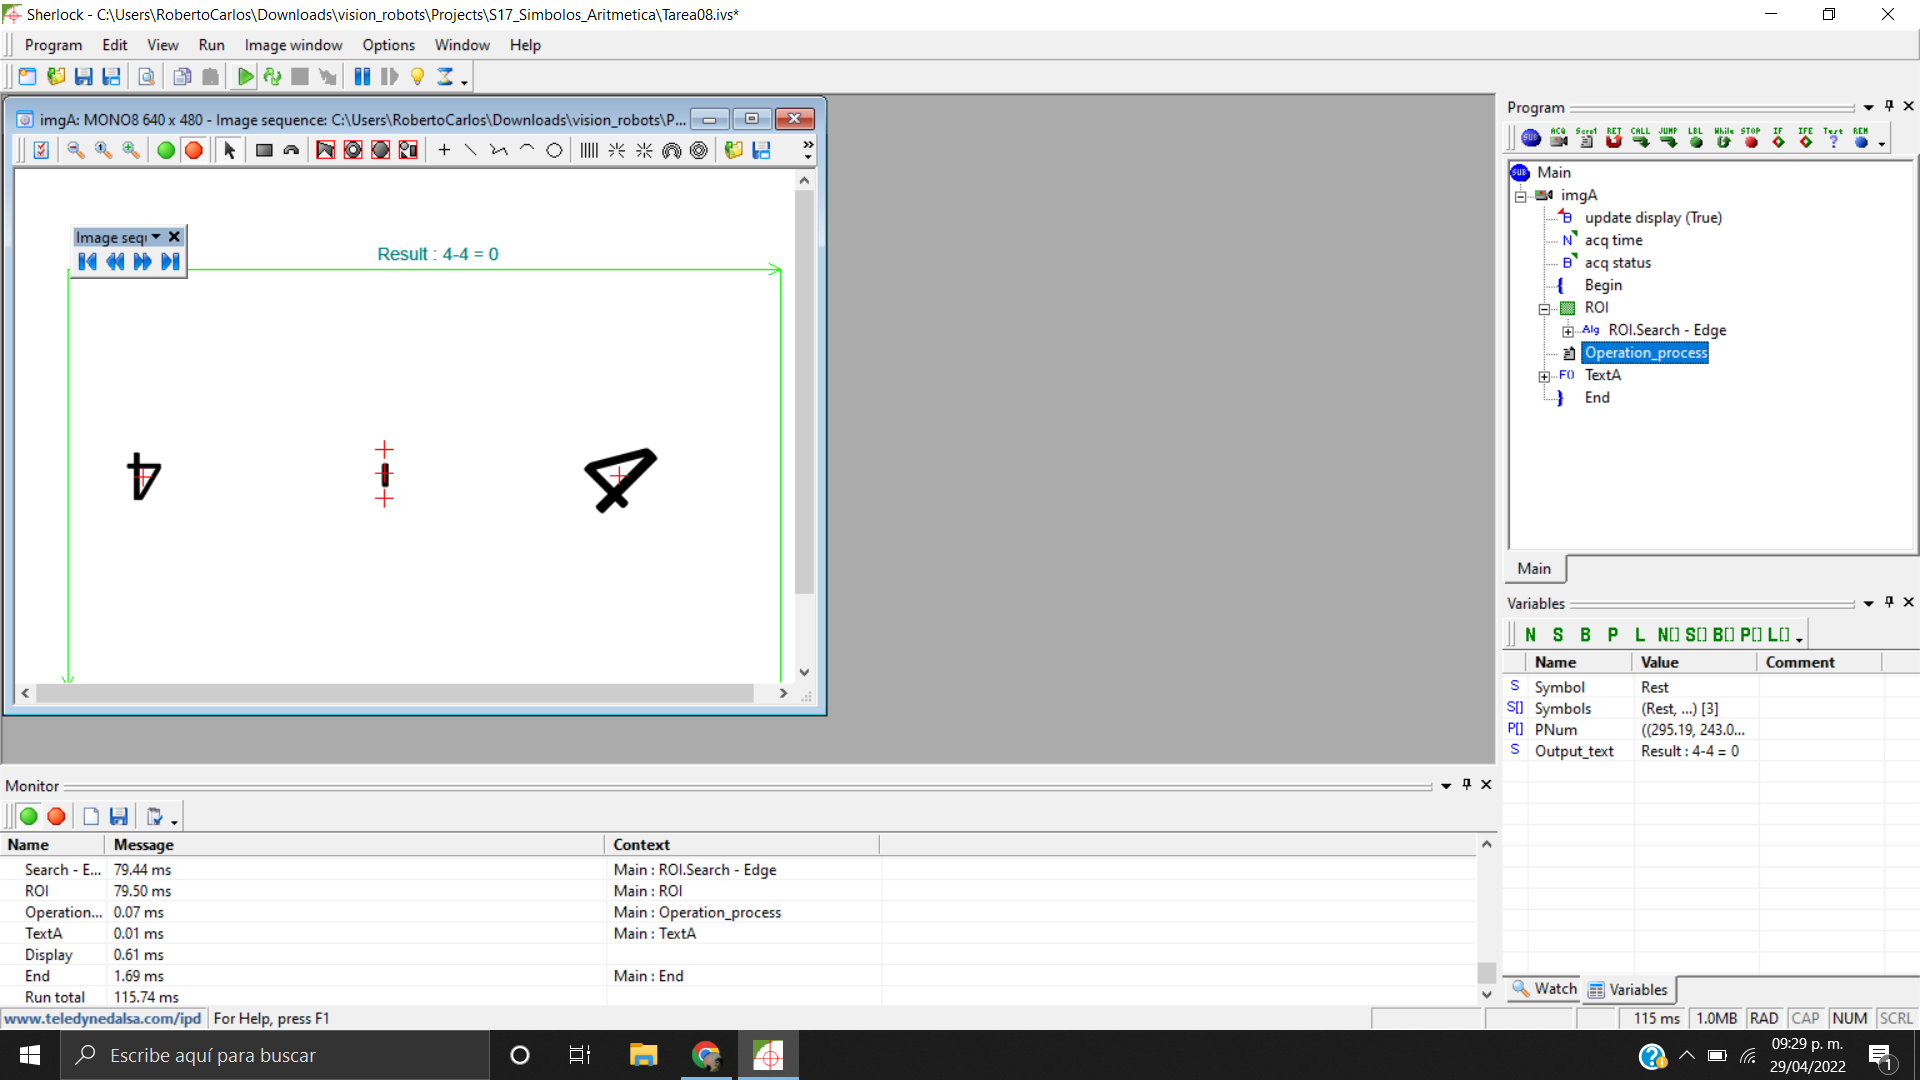 Sherlock - C:\Users\RobertoCarlos\Downloads\vision_robots\Projects\S17_Simbolos_Aritmetica\Tarea08.ivs*
Program Edit View Run Image window Options Window Help
imgA: MONO8 640 x 480 - Image sequence: C:\Users\RobertoCarlos\Downloads\vision_robots\P...
Image seq
Result : 4-4 = 0
4 - 4
Program
SUB ACQ Script RET CALL JUMP LBL While STOP IF IFE Text REM
SUB Main
imgA
B update display (True)
N acq time
B acq status
{ Begin
ROI
Alg ROI.Search - Edge
Operation_process
F() TextA
} End
Main
Variables
N S B P L N[] S[] B[] P[] L[]
Name Value Comment
S Symbol Rest
S[] Symbols (Rest, ...) [3]
P[] PNum ((295.19, 243.0...
S Output_text Result : 4-4 = 0
Watch Variables
Monitor
Name Message Context
Search - E... 79.44 ms Main : ROI.Search - Edge
ROI 79.50 ms Main : ROI
Operation... 0.07 ms Main : Operation_process
TextA 0.01 ms Main : TextA
Display 0.61 ms
End 1.69 ms Main : End
Run total 115.74 ms
www.teledynedalsa.com/ipd For Help, press F1
115 ms 1.0MB RAD CAP NUM SCRL
Escribe aquí para buscar
09:29 p. m.
29/04/2022
1